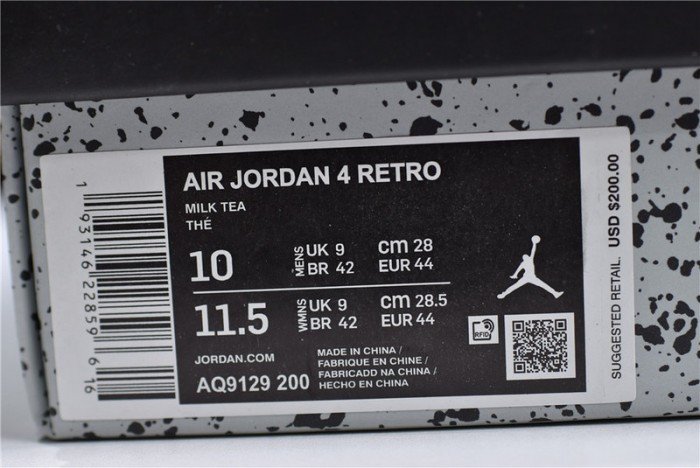 AIR JORDAN 4 RETRO
MILK TEA
THÉ
10 MENS UK 9 cm 28
BR 42 EUR 44
11.5 WMNS UK 9 cm 28.5
BR 42 EUR 44
JORDAN.COM
AQ9129 200
MADE IN CHINA /
FABRIQUE EN CHINE /
FABRICADO NA CHINA /
HECHO EN CHINA
RFID
SUGGESTED RETAIL. USD $200.00
1 93146 22859 6 16